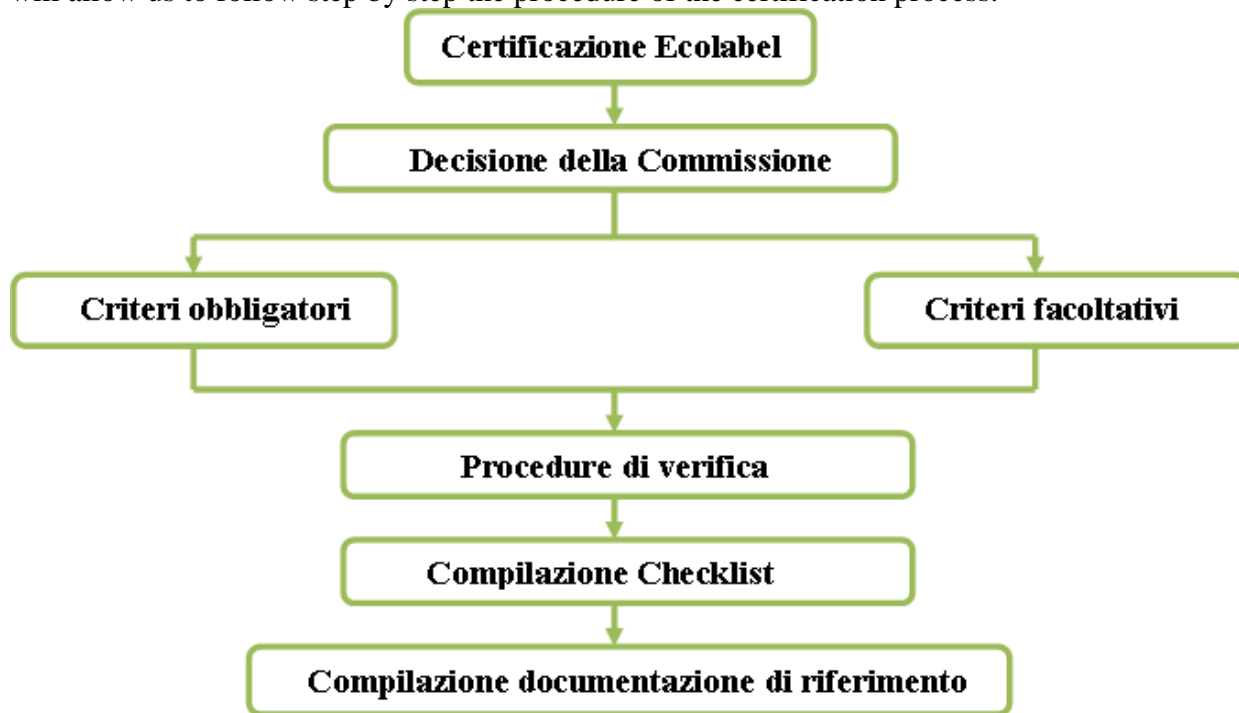 will allow us to follow step by step the procedure of the certification process.
Certificazione Ecolabel
Decisione della Commissione
Criteri obbligatori
Criteri facoltativi
Procedure di verifica
Compilazione Checklist
Compilazione documentazione di riferimento